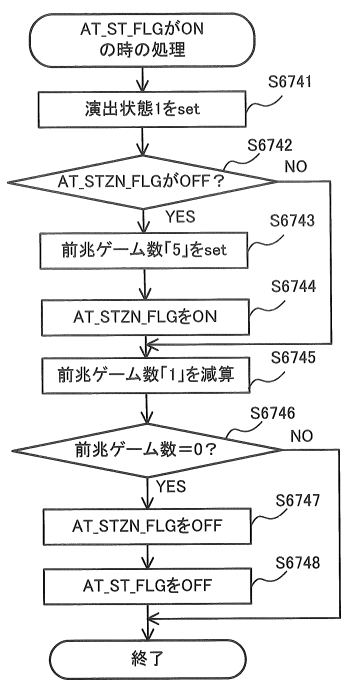 AT_ST_FLGがON
の時の処理
S6741
演出状態1をset
S6742
AT_STZN_FLGがOFF？
NO
YES
S6743
前兆ゲーム数「5」をset
S6744
AT_STZN_FLGをON
S6745
前兆ゲーム数「1」を減算
S6746
前兆ゲーム数＝0？
NO
YES
S6747
AT_STZN_FLGをOFF
S6748
AT_ST_FLGをOFF
終了